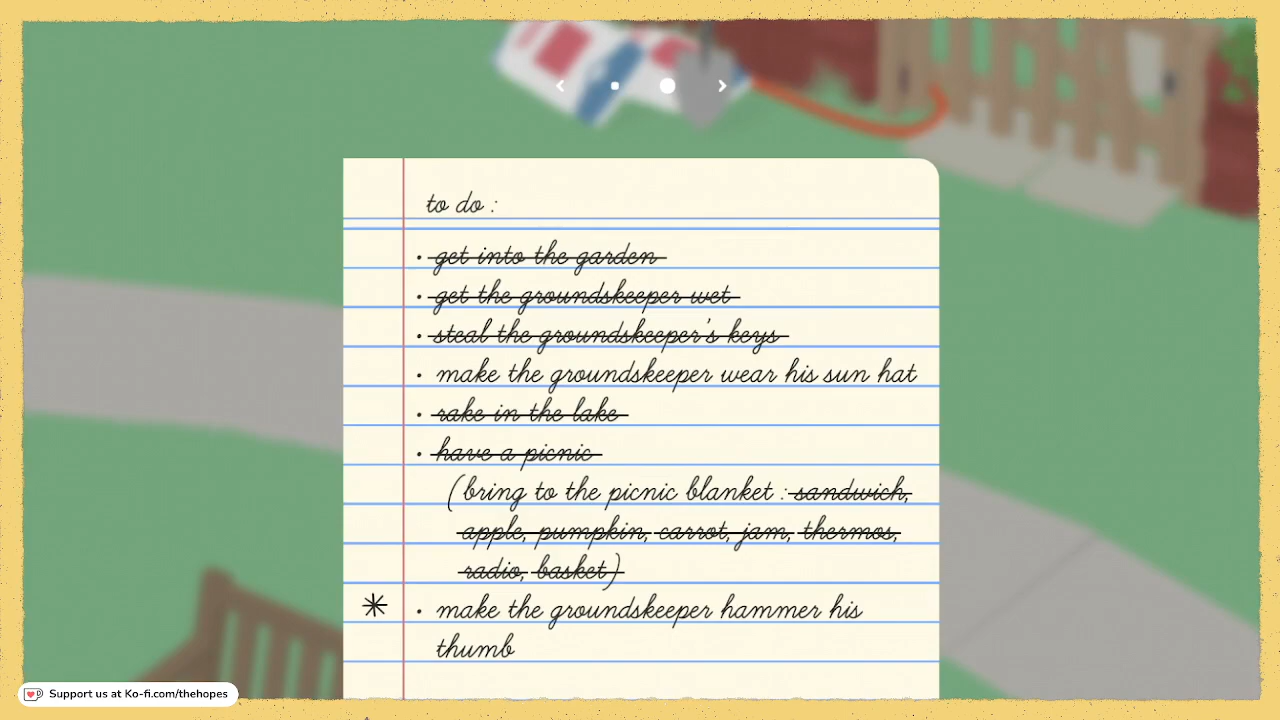 to do :
• get into the garden
• get the groundskeeper wet
• steal the groundskeeper's keys
• make the groundskeeper wear his sun hat
• rake in the lake
• have a picnic
(bring to the picnic blanket : sandwich,
apple, pumpkin, carrot, jam, thermos,
radio, basket)
• make the groundskeeper hammer his
thumb
Support us at Ko-fi.com/thehopes